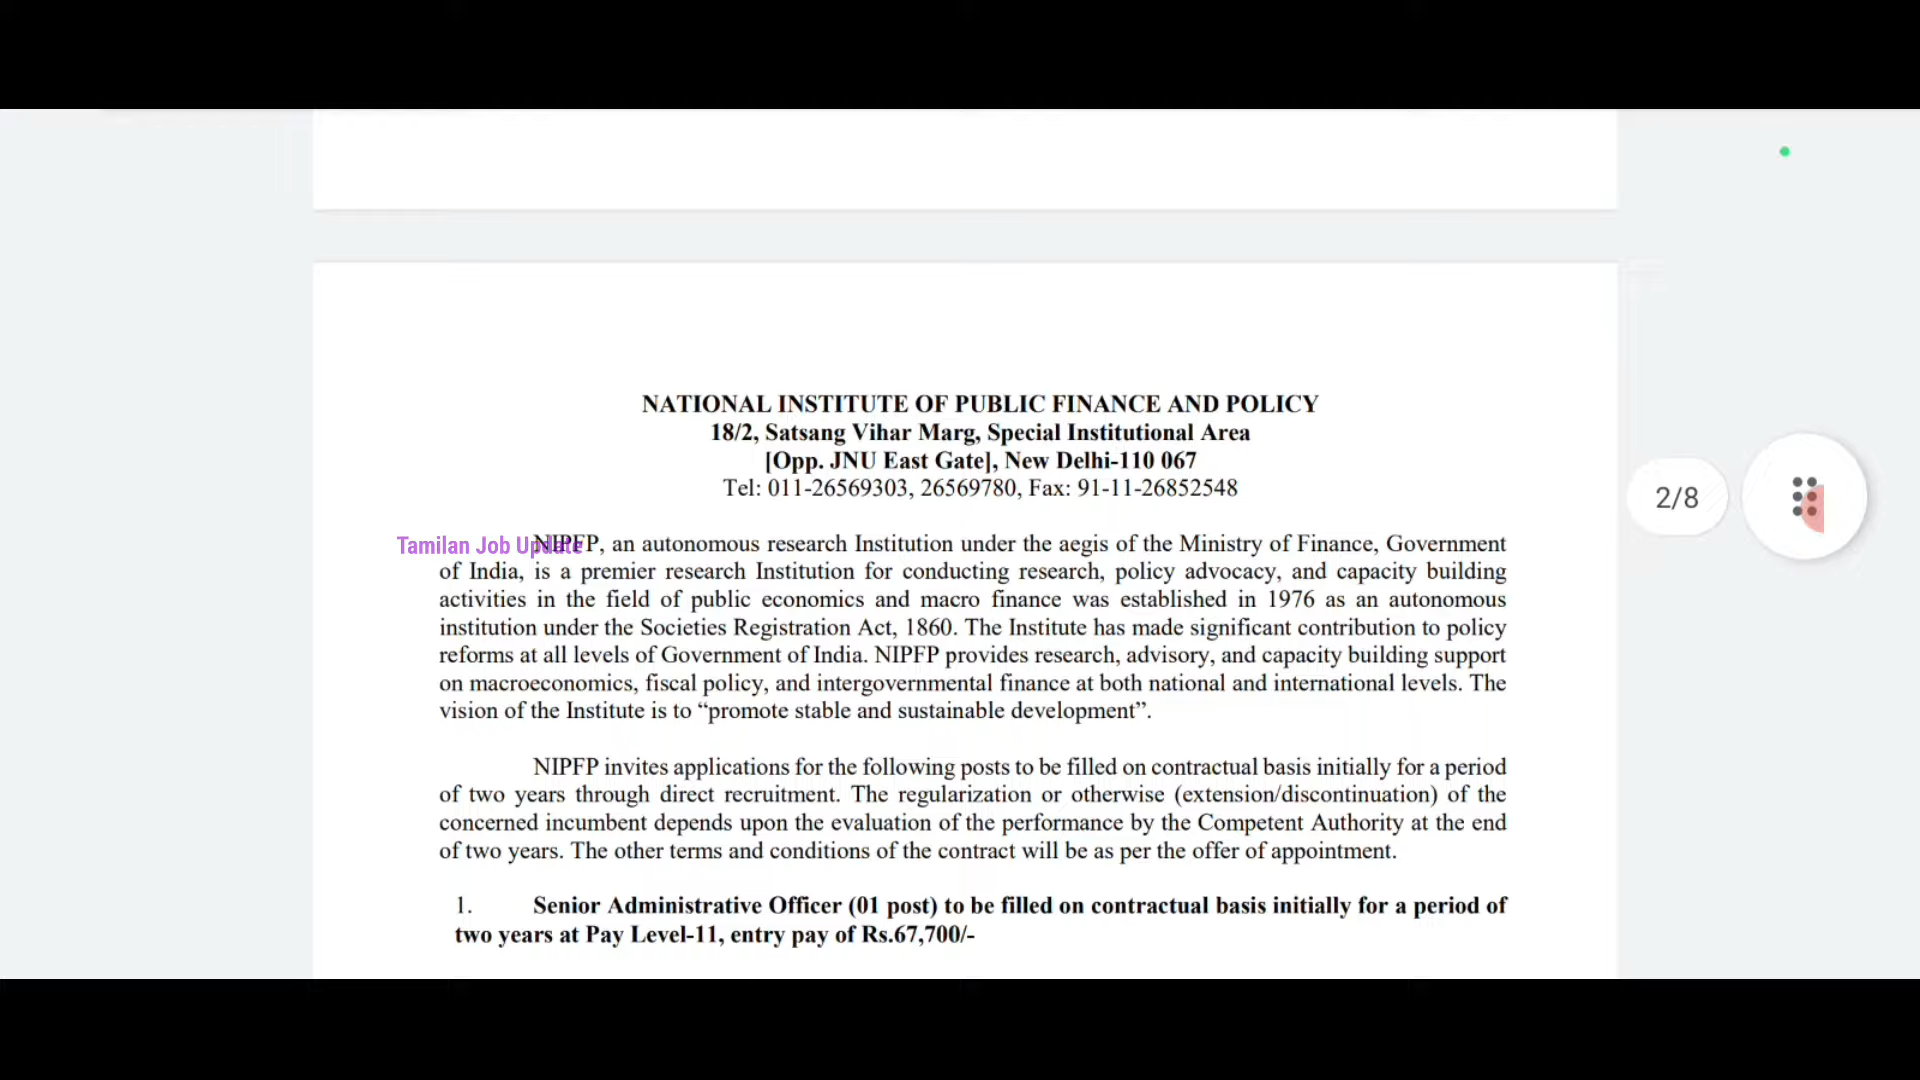 NATIONAL INSTITUTE OF PUBLIC FINANCE AND POLICY
18/2, Satsang Vihar Marg, Special Institutional Area
[Opp. JNU East Gate], New Delhi-110 067
Tel: 011-26569303, 26569780, Fax: 91-11-26852548
2/8
Tamilan Job Update
NIPFP, an autonomous research Institution under the aegis of the Ministry of Finance, Government
of India, is a premier research Institution for conducting research, policy advocacy, and capacity building
activities in the field of public economics and macro finance was established in 1976 as an autonomous
institution under the Societies Registration Act, 1860. The Institute has made significant contribution to policy
reforms at all levels of Government of India. NIPFP provides research, advisory, and capacity building support
on macroeconomics, fiscal policy, and intergovernmental finance at both national and international levels. The
vision of the Institute is to “promote stable and sustainable development”.
NIPFP invites applications for the following posts to be filled on contractual basis initially for a period
of two years through direct recruitment. The regularization or otherwise (extension/discontinuation) of the
concerned incumbent depends upon the evaluation of the performance by the Competent Authority at the end
of two years. The other terms and conditions of the contract will be as per the offer of appointment.
1. Senior Administrative Officer (01 post) to be filled on contractual basis initially for a period of
two years at Pay Level-11, entry pay of Rs.67,700/-